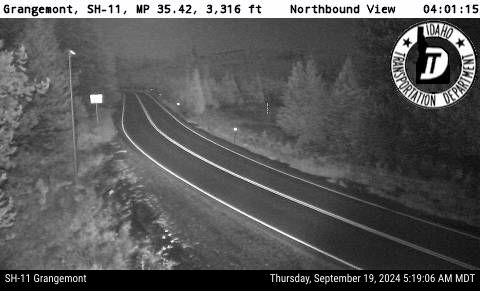 Grangemont, SH-11, MP 35.42, 3,316 ft Northbound View 04:01:15
IDAHO
TRANSPORTATION DEPARTMENT
SH-11 Grangemont Thursday, September 19, 2024 5:19:06 AM MDT